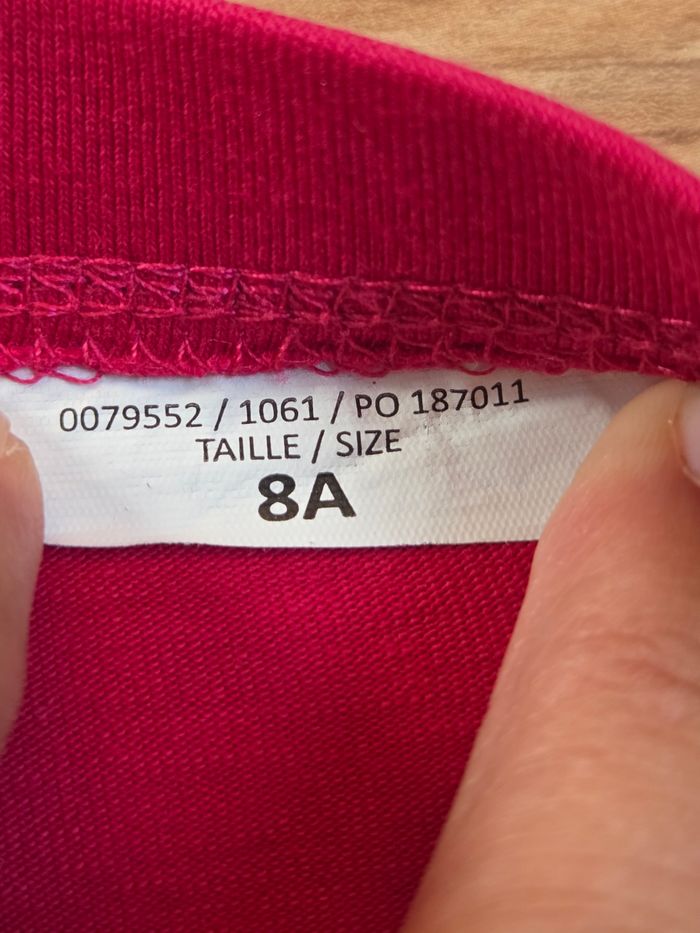 0079552 / 1061 / PO 187011
TAILLE / SIZE
8A